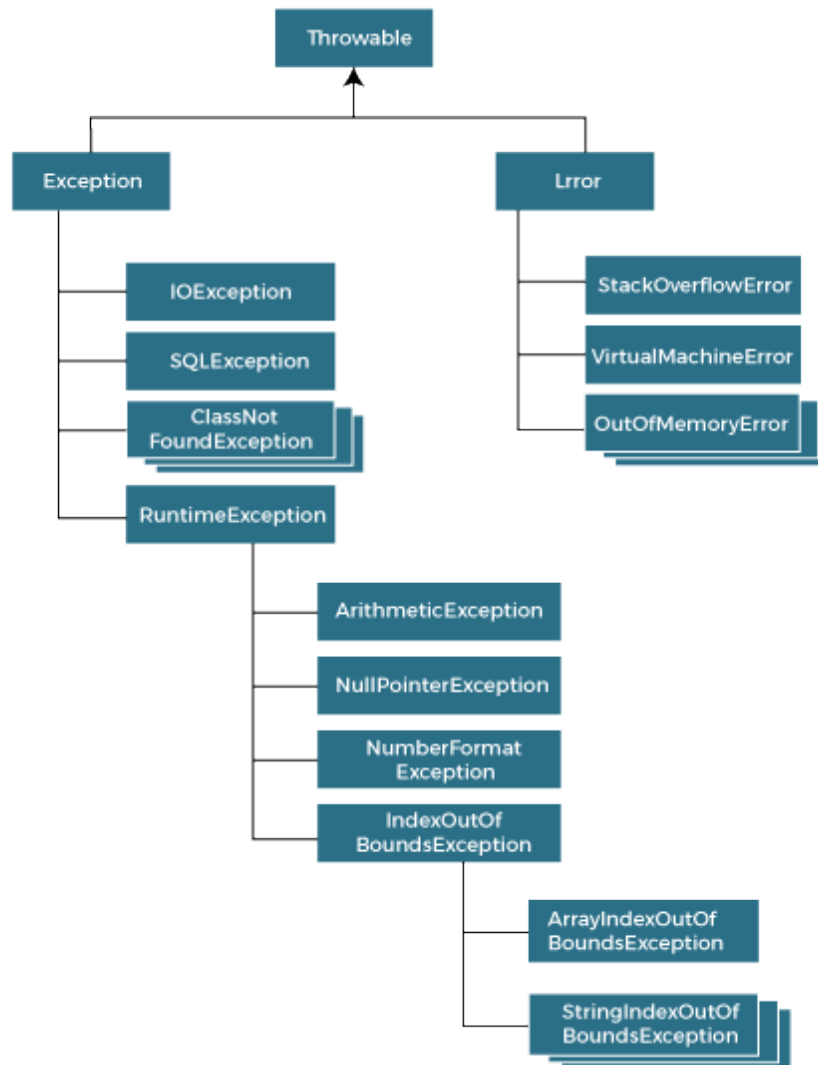 Throwable
Exception
Lrror
IOException
SQLException
ClassNot
FoundException
RuntimeException
StackOverflowError
VirtualMachineError
OutOfMemoryError
ArithmeticException
NullPointerException
NumberFormat
Exception
IndexOutOf
BoundsException
ArrayIndexOutOf
BoundsException
StringIndexOutOf
BoundsException